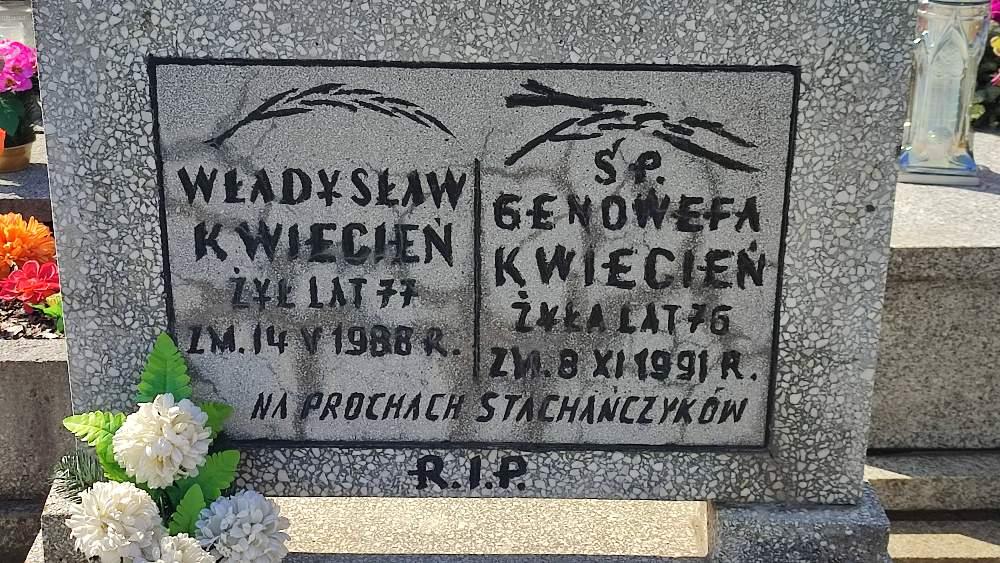 WŁADYSŁAW
KWIECIEŃ
ŻYŁ LAT 77
ZM. 14 V 1988 R.
Ś.P.
GENOWEFA
KWIECIEŃ
ŻYŁA LAT 76
ZM. 8 XI 1991 R.
NA PROCHACH STACHAŃCZYKÓW
R.I.P.